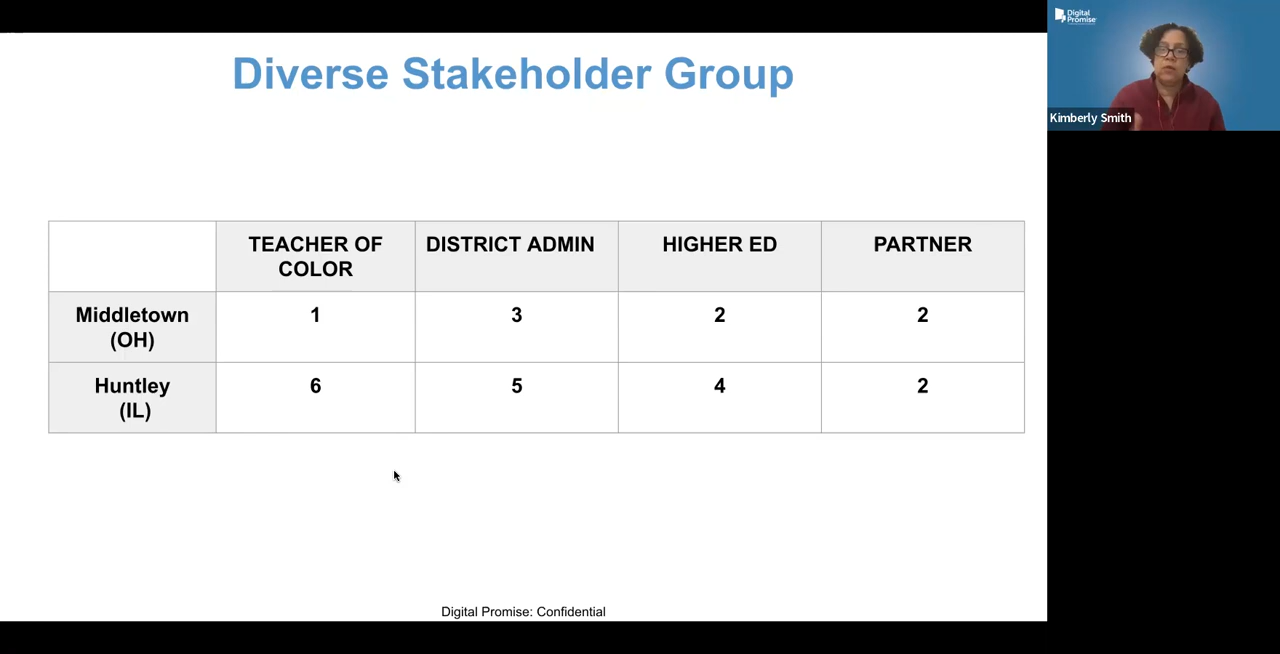 Diverse Stakeholder Group
TEACHER OF
COLOR
DISTRICT ADMIN
HIGHER ED
PARTNER
Middletown
(OH)
1
3
2
2
Huntley
(IL)
6
5
4
2
Digital Promise: Confidential
Digital
Promise
Kimberly Smith